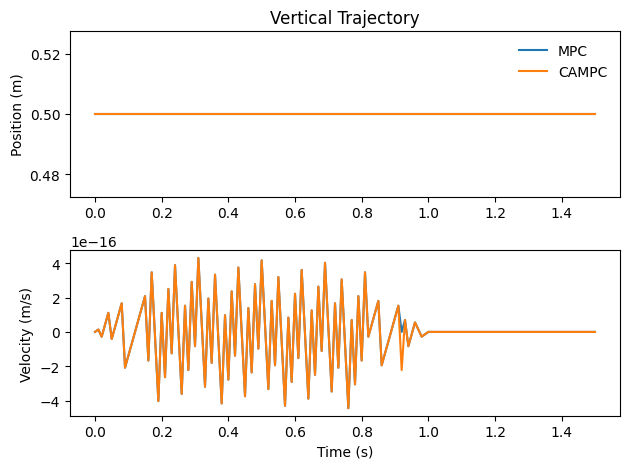 Vertical Trajectory
Position (m)
0.52
0.50
0.48
MPC
CAMPC
0.0 0.2 0.4 0.6 0.8 1.0 1.2 1.4
1e−16
Velocity (m/s)
4
2
0
−2
−4
0.0 0.2 0.4 0.6 0.8 1.0 1.2 1.4
Time (s)